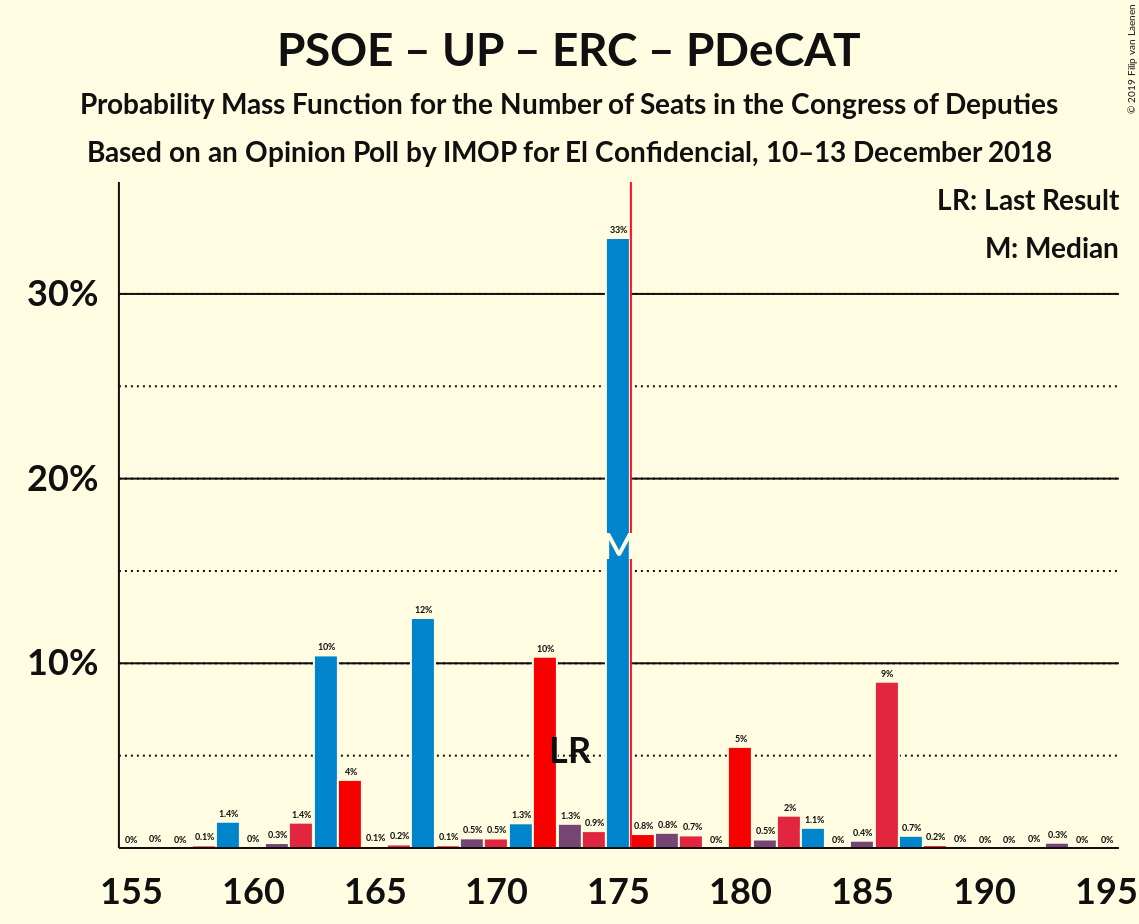 PSOE – UP – ERC – PDeCAT
Probability Mass Function for the Number of Seats in the Congress of Deputies
Based on an Opinion Poll by IMOP for El Confidencial, 10–13 December 2018
© 2019 Filip van Laenen
LR: Last Result
M: Median
30%
20%
10%
0% 0% 0% 0.1% 1.4% 0% 0.3% 1.4% 10% 4% 0.1% 0.2% 12% 0.1% 0.5% 0.5% 1.3% 10% 1.3% 0.9% 33% 0.8% 0.8% 0.7% 0% 5% 0.5% 2% 1.1% 0% 0.4% 9% 0.7% 0.2% 0% 0% 0% 0% 0.3% 0% 0%
M
LR
155 160 165 170 175 180 185 190 195